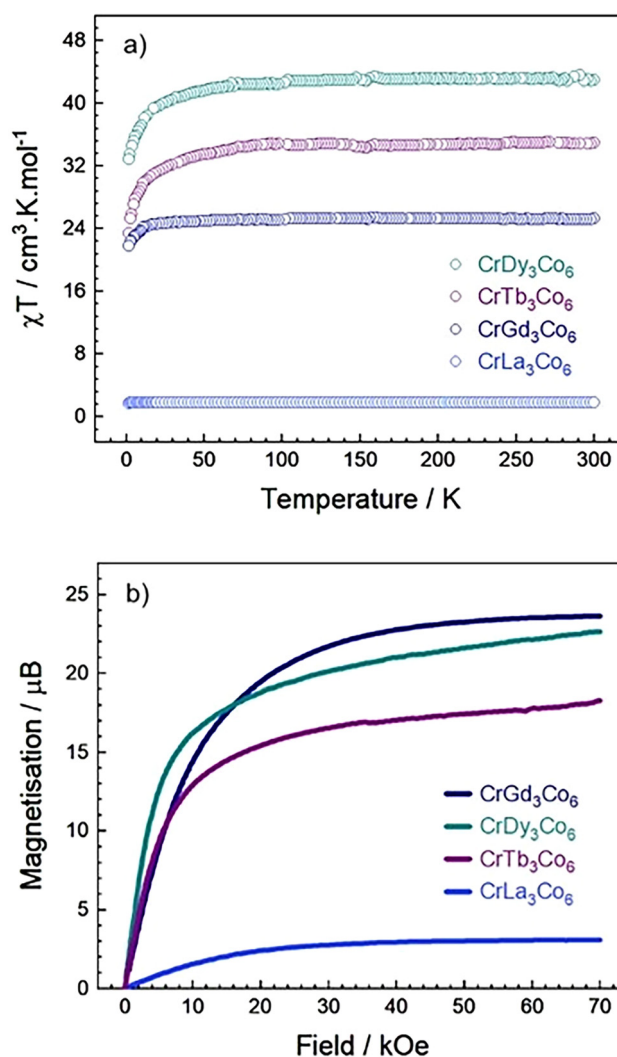 a)
48
40
32
24
16
8
0
χT / cm³.K.mol⁻¹
CrDy₃Co₆
CrTb₃Co₆
CrGd₃Co₆
CrLa₃Co₆
0 50 100 150 200 250 300
Temperature / K
b)
25
20
15
10
5
0
Magnetisation / μB
CrGd₃Co₆
CrDy₃Co₆
CrTb₃Co₆
CrLa₃Co₆
0 10 20 30 40 50 60 70
Field / kOe